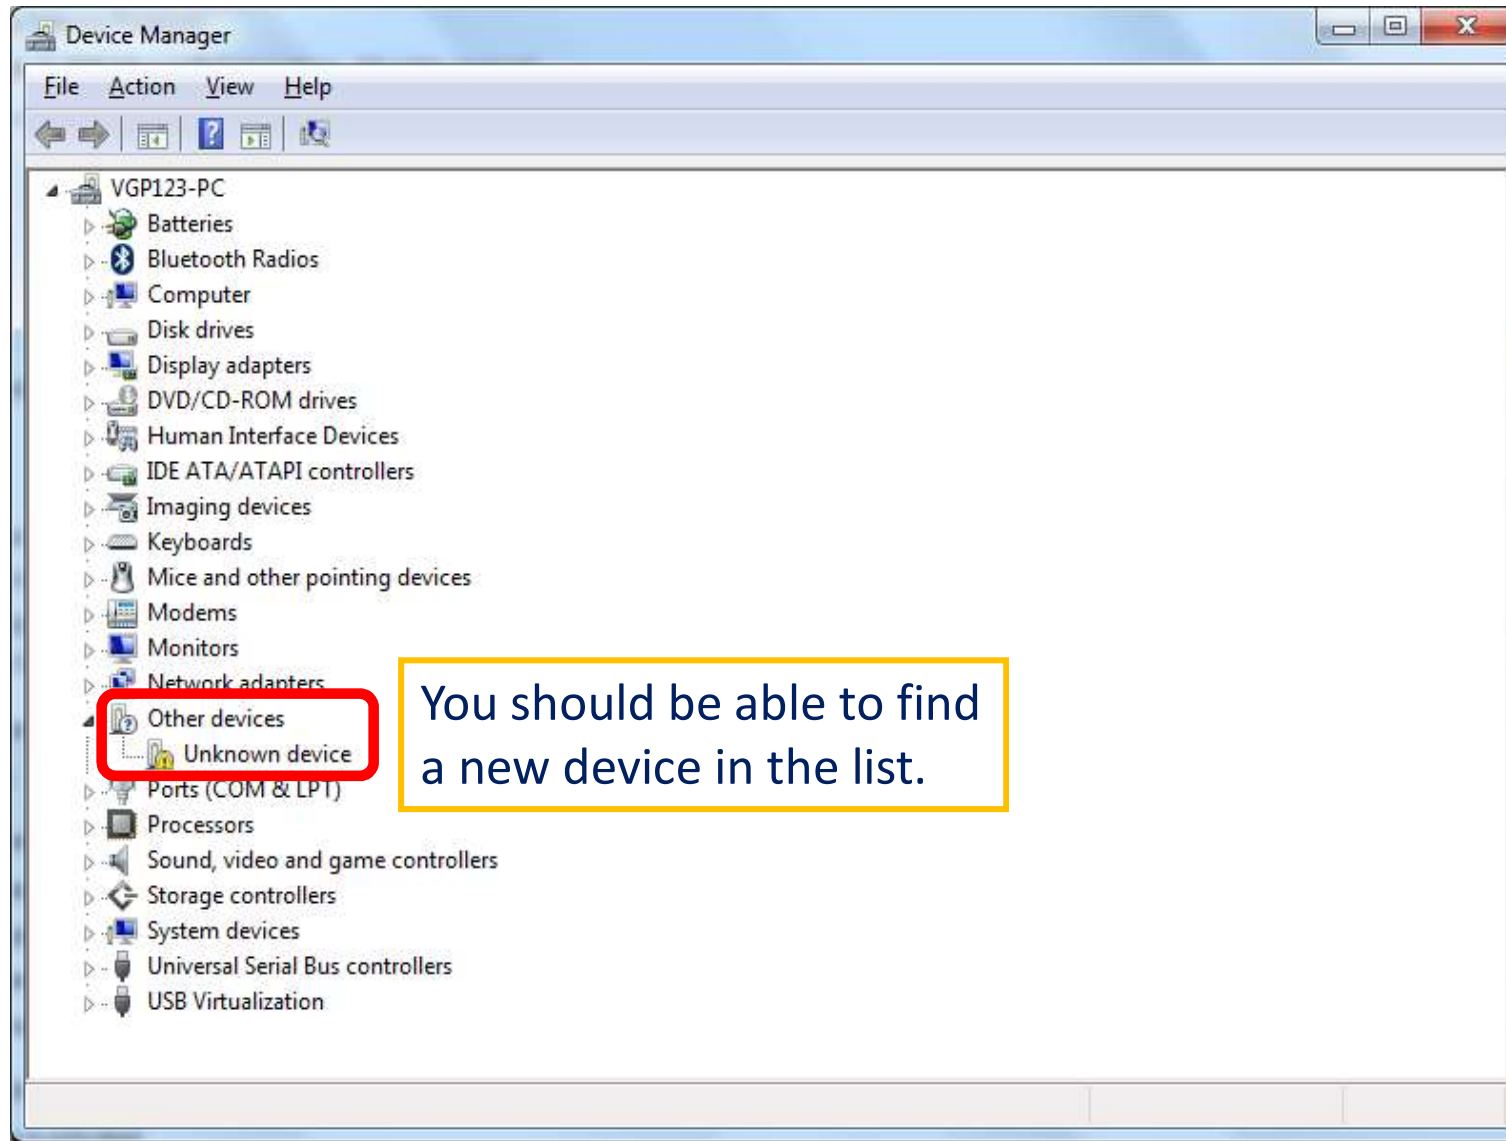 Device Manager
File Action View Help
VGP123-PC
Batteries
Bluetooth Radios
Computer
Disk drives
Display adapters
DVD/CD-ROM drives
Human Interface Devices
IDE ATA/ATAPI controllers
Imaging devices
Keyboards
Mice and other pointing devices
Modems
Monitors
Network adapters
Other devices
Unknown device
Ports (COM & LPT)
Processors
Sound, video and game controllers
Storage controllers
System devices
Universal Serial Bus controllers
USB Virtualization
You should be able to find
a new device in the list.